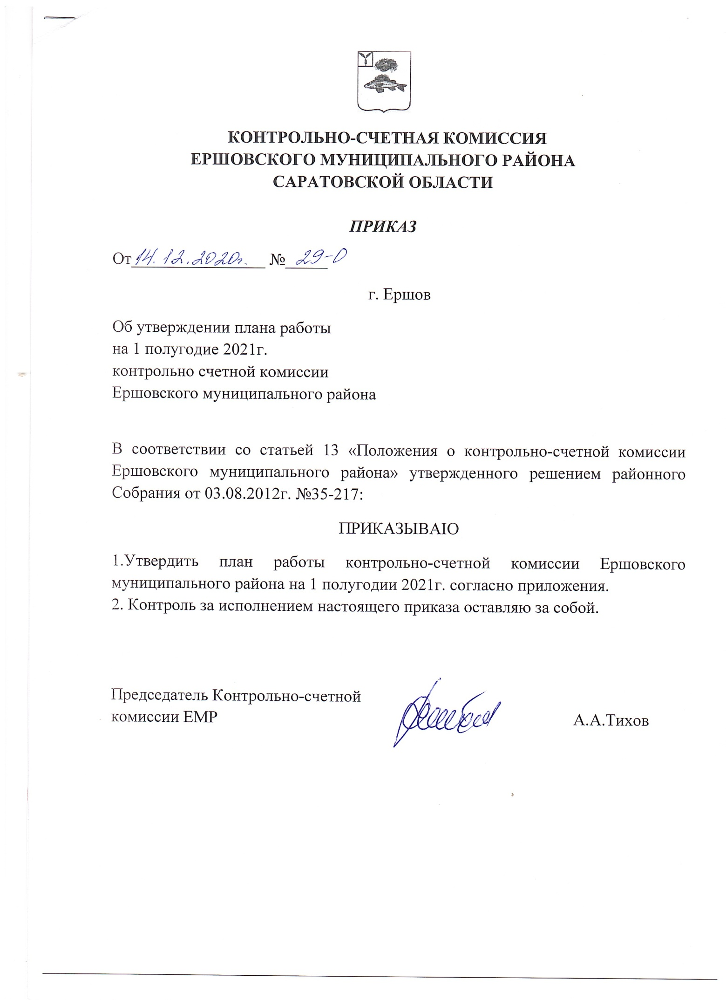 КОНТРОЛЬНО-СЧЕТНАЯ КОМИССИЯ
ЕРШОВСКОГО МУНИЦИПАЛЬНОГО РАЙОНА
САРАТОВСКОЙ ОБЛАСТИ
ПРИКАЗ
От 14.12.2020г. № 29-О
г. Ершов
Об утверждении плана работы
на 1 полугодие 2021г.
контрольно счетной комиссии
Ершовского муниципального района
В соответствии со статьей 13 «Положения о контрольно-счетной комиссии
Ершовского муниципального района» утвержденного решением районного
Собрания от 03.08.2012г. №35-217:
ПРИКАЗЫВАЮ
1.Утвердить план работы контрольно-счетной комиссии Ершовского
муниципального района на 1 полугодии 2021г. согласно приложения.
2. Контроль за исполнением настоящего приказа оставляю за собой.
Председатель Контрольно-счетной
комиссии ЕМР А.А.Тихов